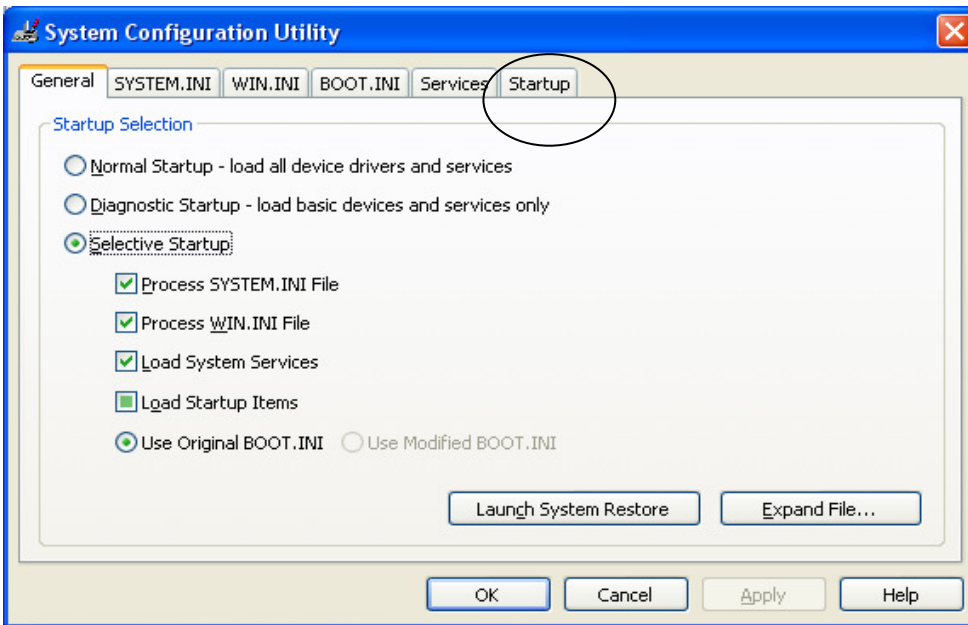 System Configuration Utility
General SYSTEM.INI WIN.INI BOOT.INI Services Startup
Startup Selection
Normal Startup - load all device drivers and services
Diagnostic Startup - load basic devices and services only
Selective Startup
Process SYSTEM.INI File
Process WIN.INI File
Load System Services
Load Startup Items
Use Original BOOT.INI Use Modified BOOT.INI
Launch System Restore Expand File...
OK Cancel Apply Help